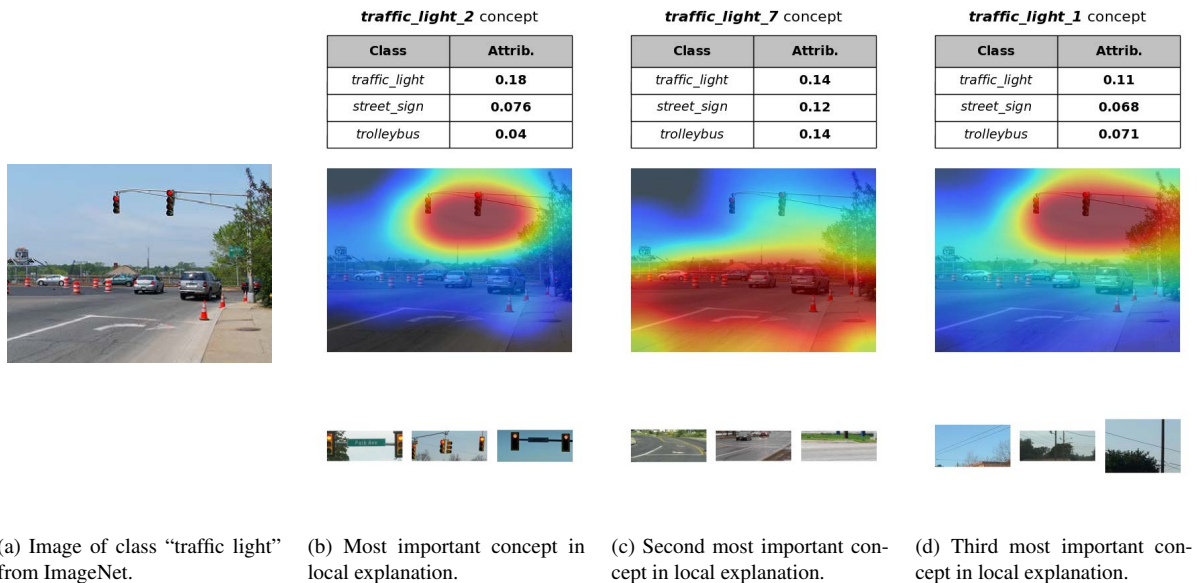 traffic_light_2 concept
Class Attrib.
traffic_light 0.18
street_sign 0.076
trolleybus 0.04
traffic_light_7 concept
Class Attrib.
traffic_light 0.14
street_sign 0.12
trolleybus 0.14
traffic_light_1 concept
Class Attrib.
traffic_light 0.11
street_sign 0.068
trolleybus 0.071
Park Ave
(a) Image of class “traffic light”
from ImageNet.
(b) Most important concept in
local explanation.
(c) Second most important con-
cept in local explanation.
(d) Third most important con-
cept in local explanation.